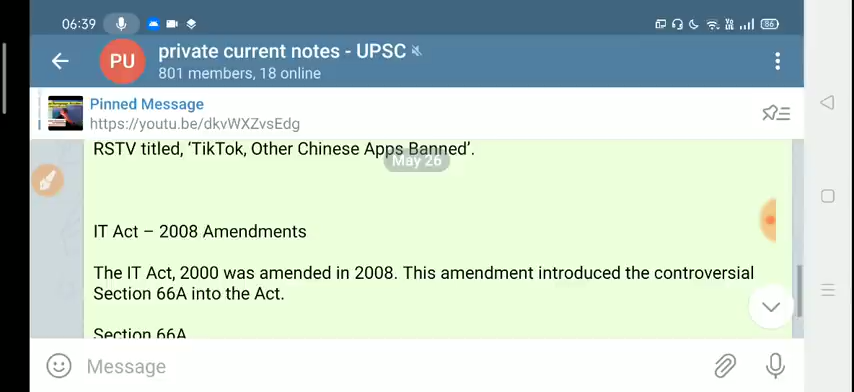 06:39
86
PU
private current notes - UPSC
801 members, 18 online
Pinned Message
https://youtu.be/dkvWXZvsEdg
RSTV titled, ‘TikTok, Other Chinese Apps Banned’.
May 26
IT Act – 2008 Amendments
The IT Act, 2000 was amended in 2008. This amendment introduced the controversial
Section 66A into the Act.
Section 66A
Message